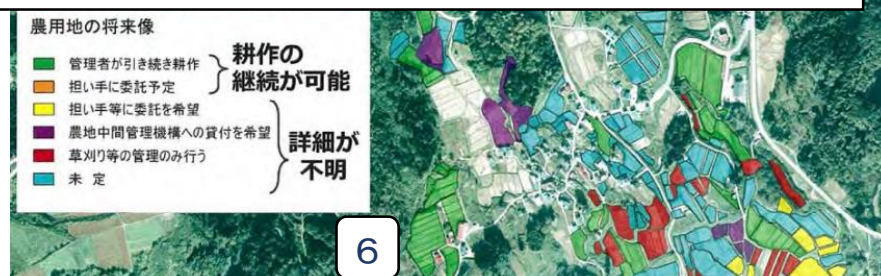 農用地の将来像
管理者が引き続き耕作
担い手に委託予定
耕作の
継続が可能
担い手等に委託を希望
農地中間管理機構への貸付を希望
草刈り等の管理のみ行う
未 定
詳細が
不明
6